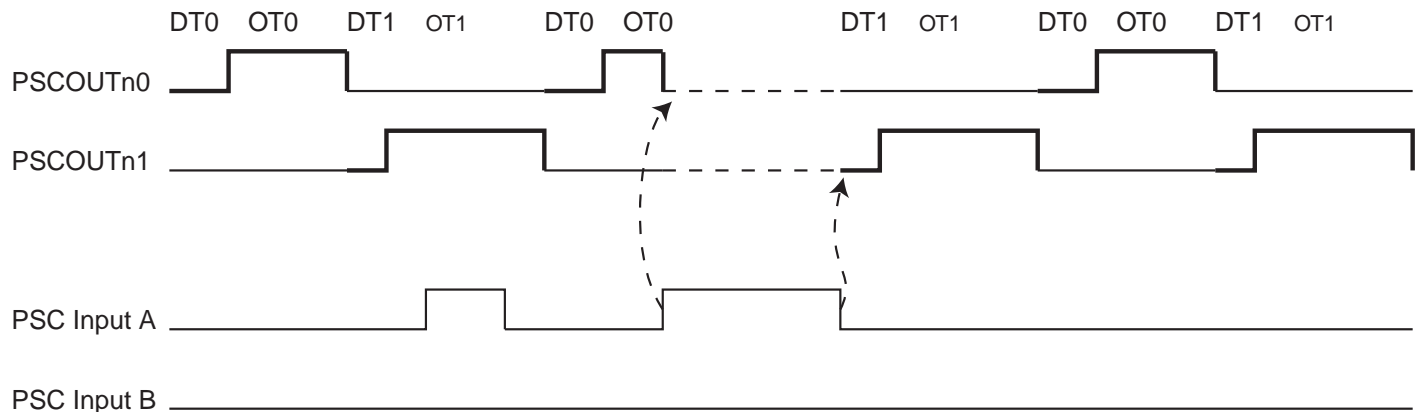 DT0 OT0 DT1 OT1 DT0 OT0 DT1 OT1 DT0 OT0 DT1 OT1
PSCOUTn0
PSCOUTn1
PSC Input A
PSC Input B